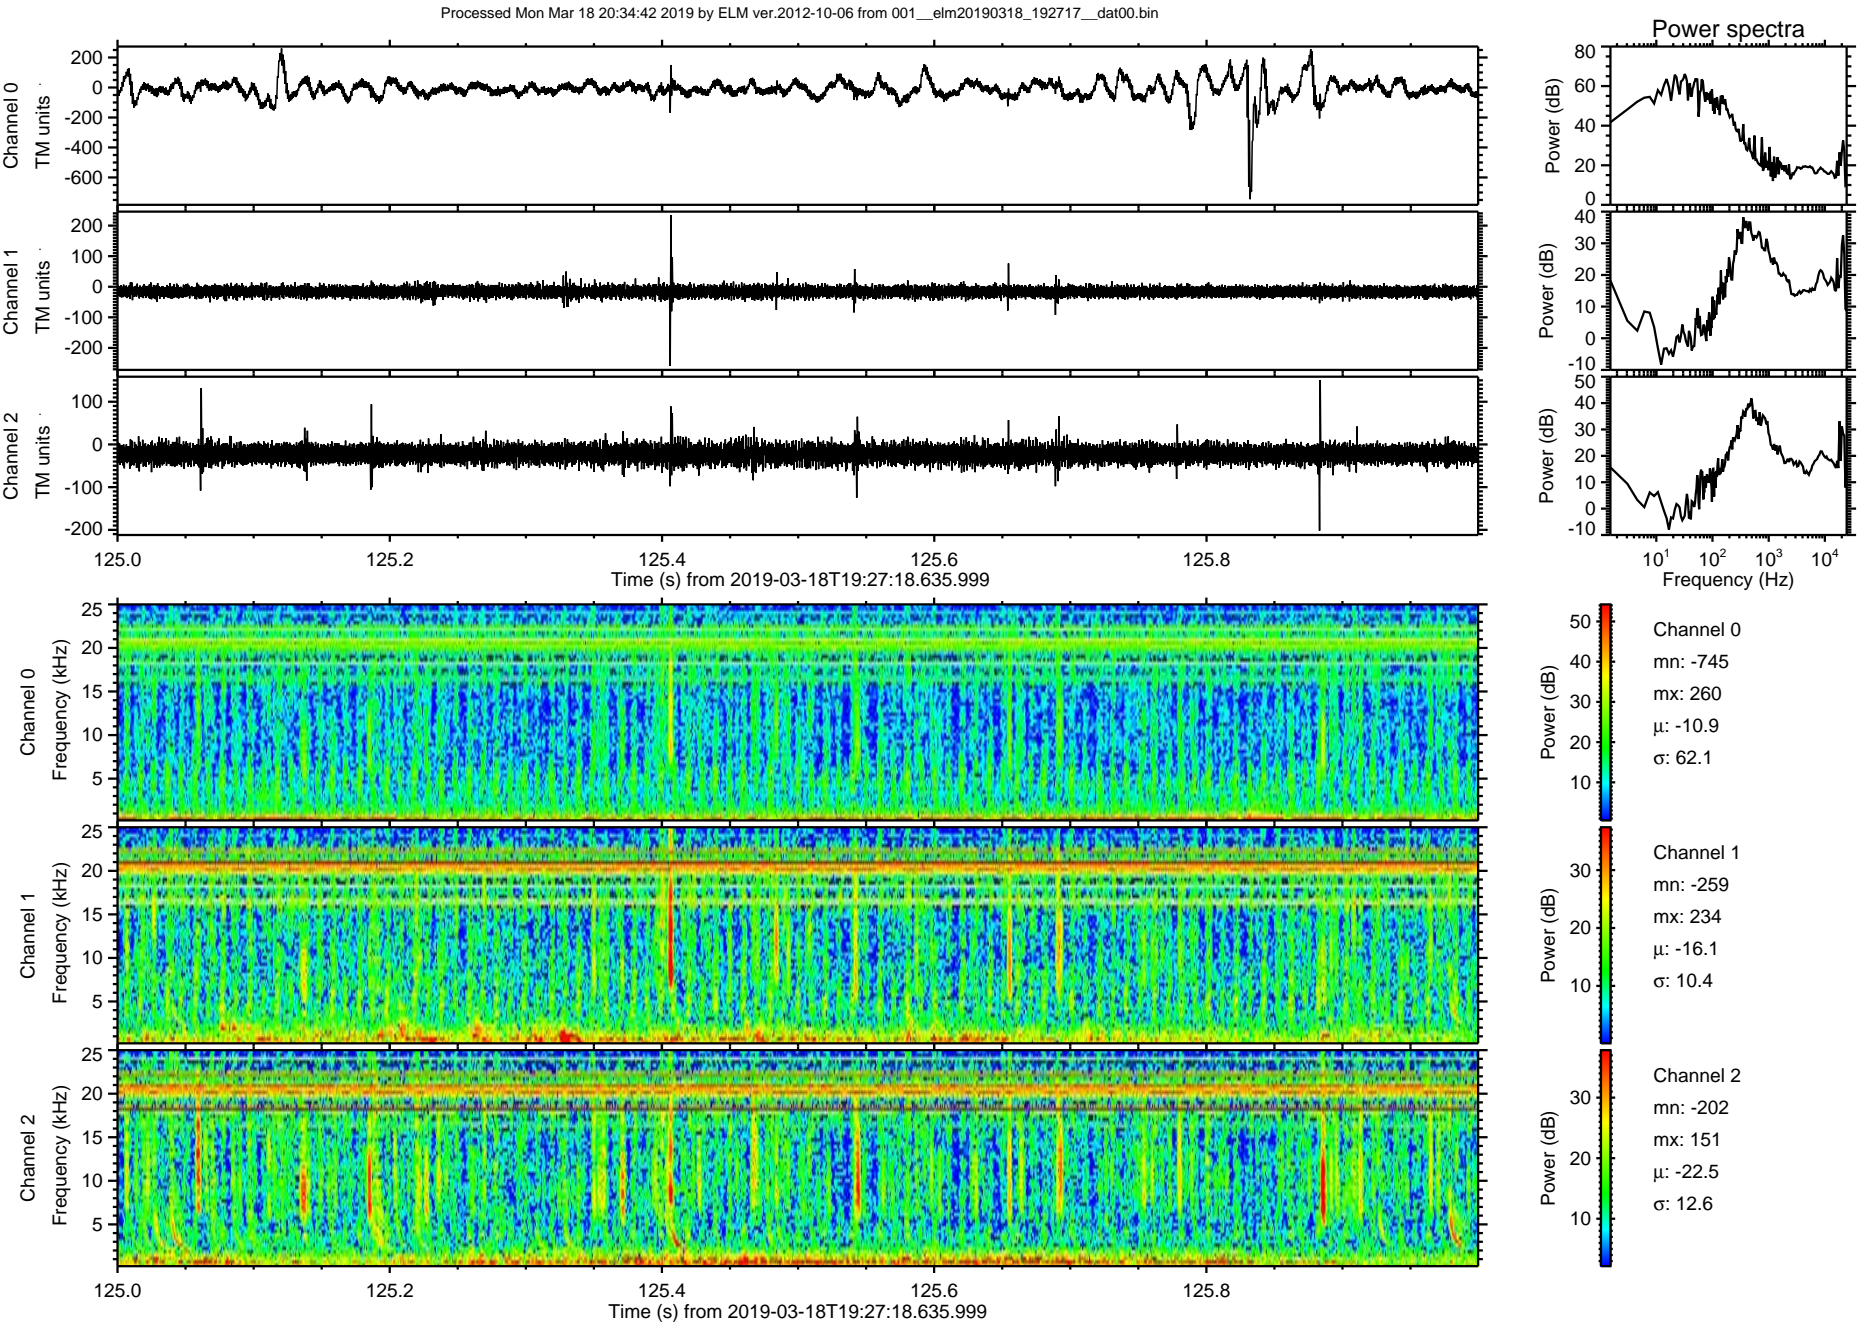 Processed Mon Mar 18 20:34:42 2019 by ELM ver.2012-10-06 from 001__elm20190318_192717__dat00.bin
Power spectra
Channel 0
TM units
200
0
-200
-400
-600
Power (dB)
80
60
40
20
0
Channel 1
TM units
200
100
0
-100
-200
Power (dB)
40
30
20
10
0
-10
Channel 2
TM units
100
0
-100
-200
Power (dB)
50
40
30
20
10
0
-10
125.0 125.2 125.4 125.6 125.8
Time (s) from 2019-03-18T19:27:18.635.999
10¹ 10² 10³ 10⁴
Frequency (Hz)
Channel 0
Frequency (kHz)
25
20
15
10
5
Power (dB)
50
40
30
20
10
Channel 0
mn: -745
mx: 260
μ: -10.9
σ: 62.1
Channel 1
Frequency (kHz)
25
20
15
10
5
Power (dB)
30
20
10
Channel 1
mn: -259
mx: 234
μ: -16.1
σ: 10.4
Channel 2
Frequency (kHz)
25
20
15
10
5
Power (dB)
30
20
10
Channel 2
mn: -202
mx: 151
μ: -22.5
σ: 12.6
125.0 125.2 125.4 125.6 125.8
Time (s) from 2019-03-18T19:27:18.635.999